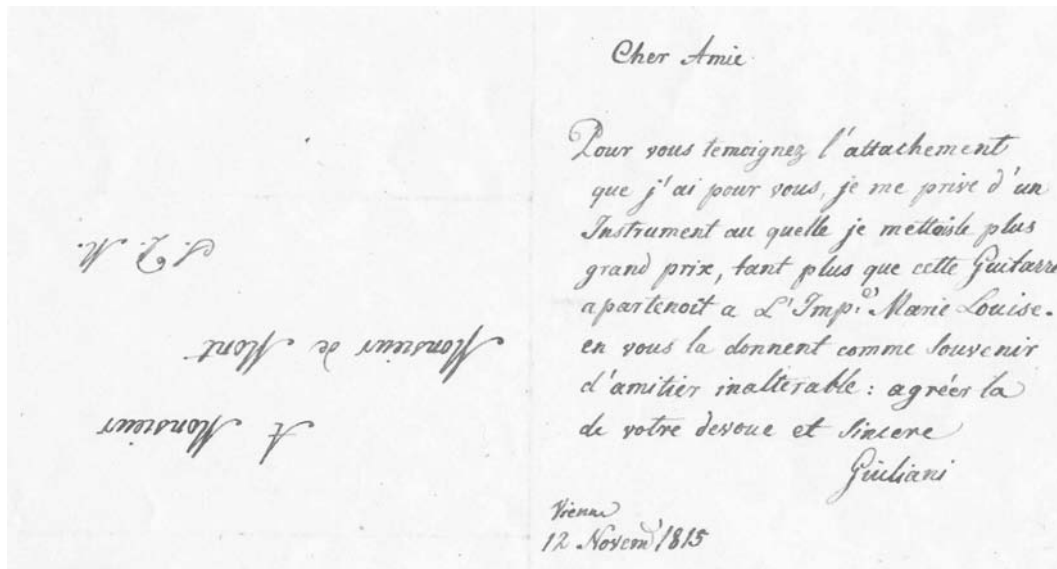 Cher Amie
Pour vous temoignez l'attachement
que j'ai pour vous, je me prive d'un
Instrument au quelle je mettoisle plus
grand prix, tant plus que cette Guitarre
apartenoit a L'Imp.e Marie Louise.
en vous la donnent comme souvenir
d'amitier inalterable: agréer la
de votre devoue et sincere
Giuliani
Vienne
12 Novem 1815
A Monsieur
Monsieur de Mont